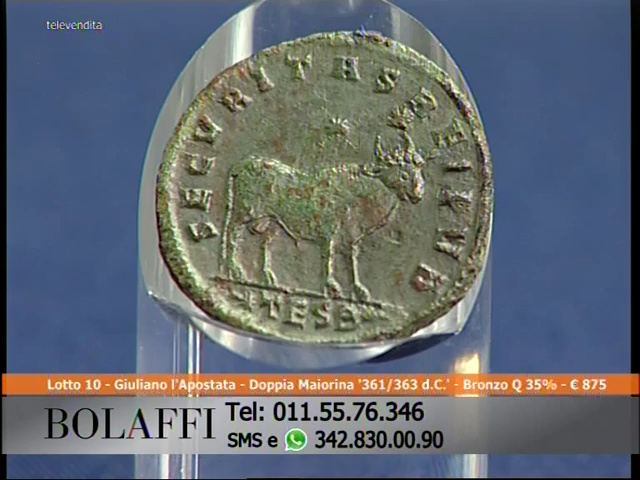 televendita
SECVRITAS REIPVB
*TESB*
Lotto 10 - Giuliano l'Apostata - Doppia Maiorina '361/363 d.C.' - Bronzo Q 35% - € 875
BOLAFFI
Tel: 011.55.76.346
SMS e 342.830.00.90